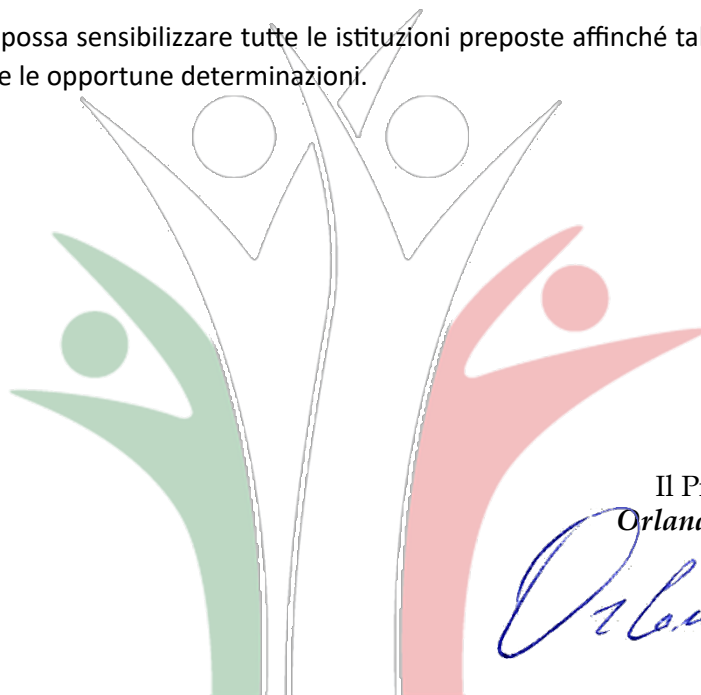 possa sensibilizzare tutte le istituzioni preposte affinché tal
e le opportune determinazioni.
Il P
Orland